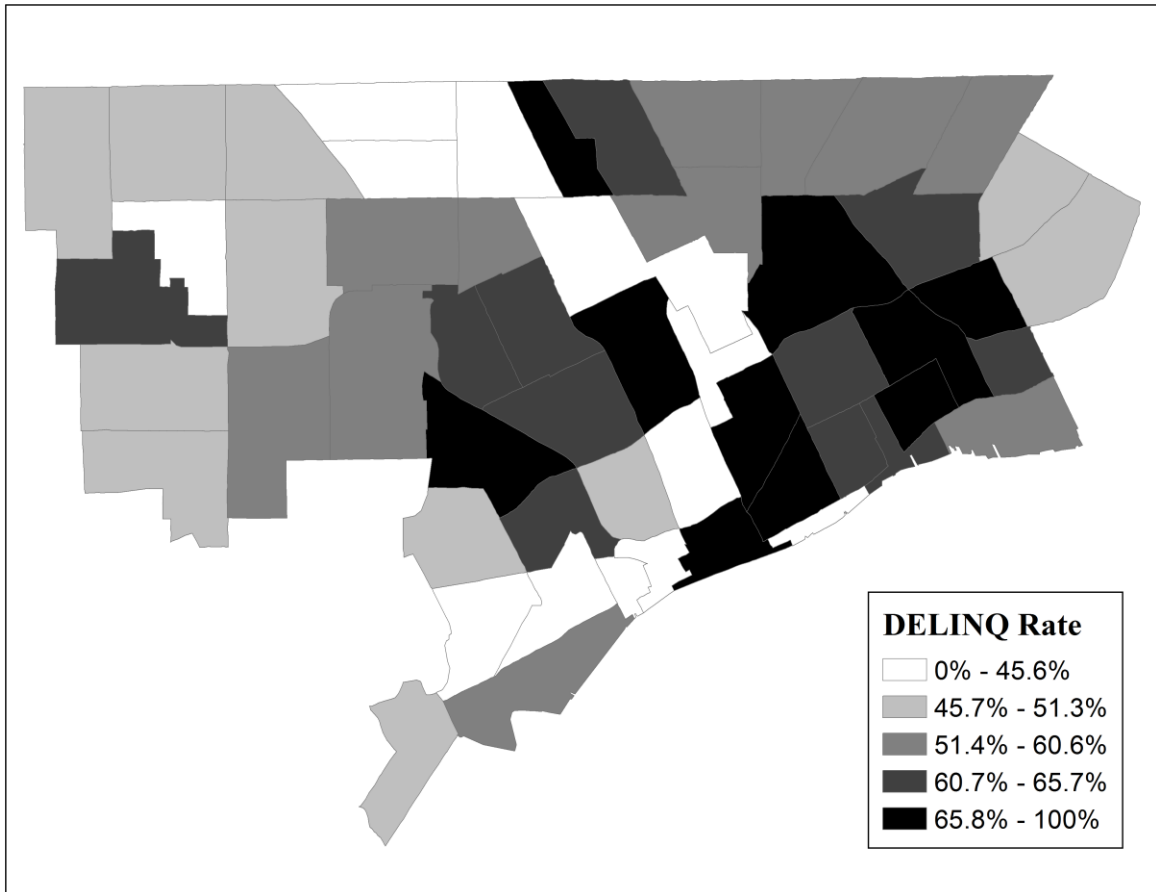 DELINQ Rate
0% - 45.6%
45.7% - 51.3%
51.4% - 60.6%
60.7% - 65.7%
65.8% - 100%